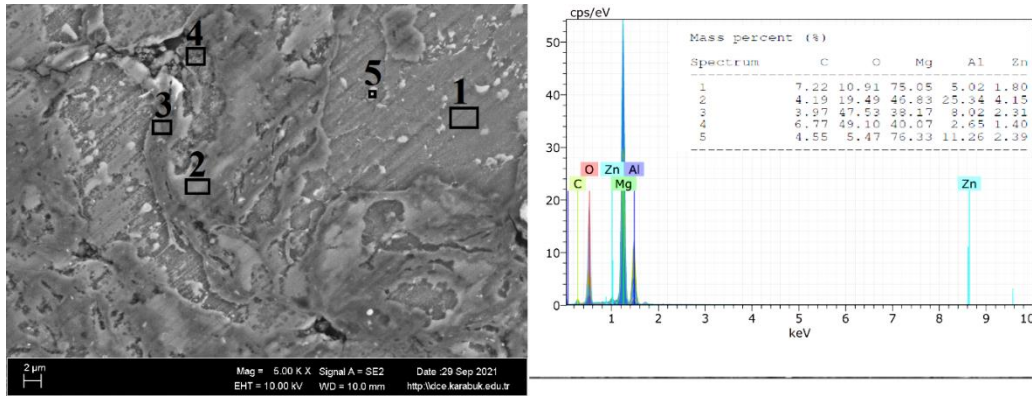 4
5
1
3
2
2 µm
Mag = 5.00 K X Signal A = SE2 Date :29 Sep 2021
EHT = 10.00 kV WD = 10.0 mm http\\dce.karabuk.edu.tr
cps/eV
Mass percent (%)
Spectrum C O Mg Al Zn
1 7.22 10.91 75.05 5.02 1.80
2 4.19 19.49 46.83 25.34 4.15
3 3.97 47.53 38.17 8.02 2.31
4 6.77 49.10 40.07 2.65 1.40
5 4.55 5.47 76.33 11.26 2.39
50
40
30
20
10
0
O Zn Al
C Mg Zn
1 2 3 4 5 6 7 8 9 10
keV